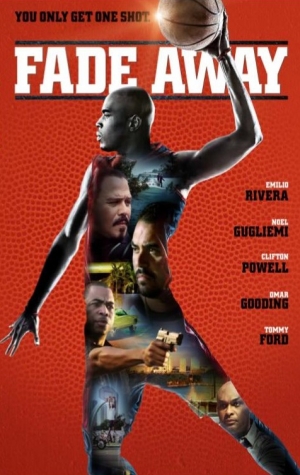 YOU ONLY GET ONE SHOT.
FADE AWAY
EMILIO
RIVERA
NOEL
GUGLIEMI
CLIFTON
POWELL
OMAR
GOODING
TOMMY
FORD